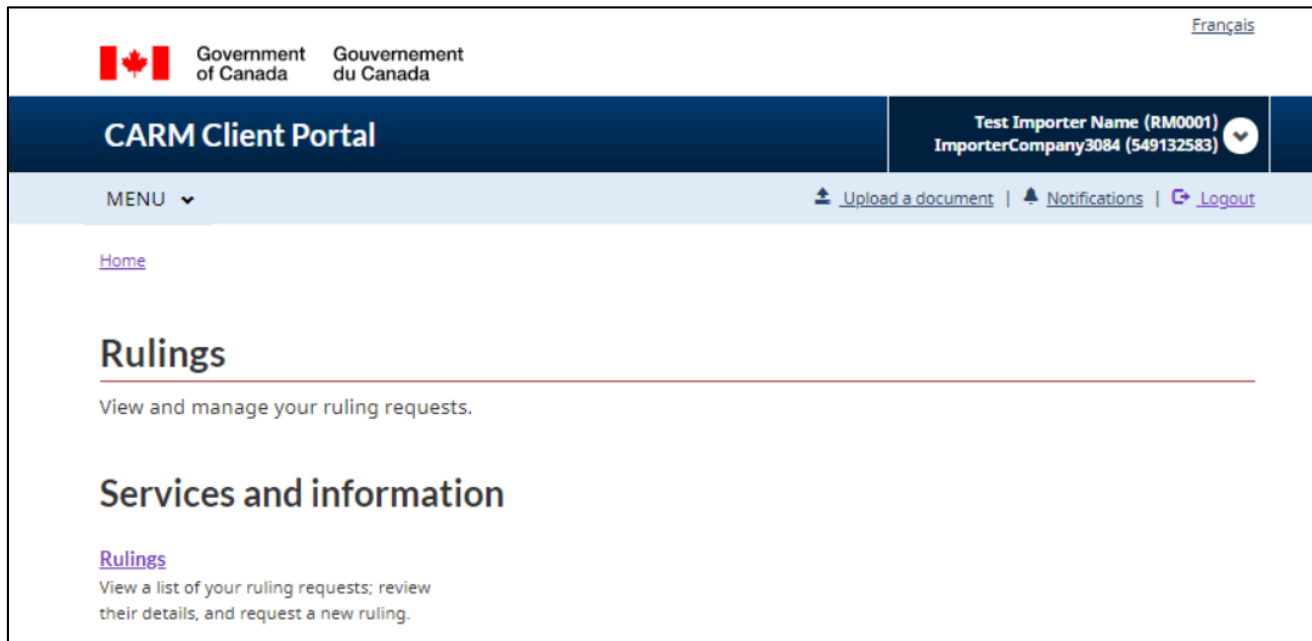 Français
Government Gouvernement
of Canada du Canada
CARM Client Portal
Test Importer Name (RM0001)
ImporterCompany3084 (549132583)
MENU
Upload a document | Notifications | Logout
Home
Rulings
View and manage your ruling requests.
Services and information
Rulings
View a list of your ruling requests; review
their details, and request a new ruling.